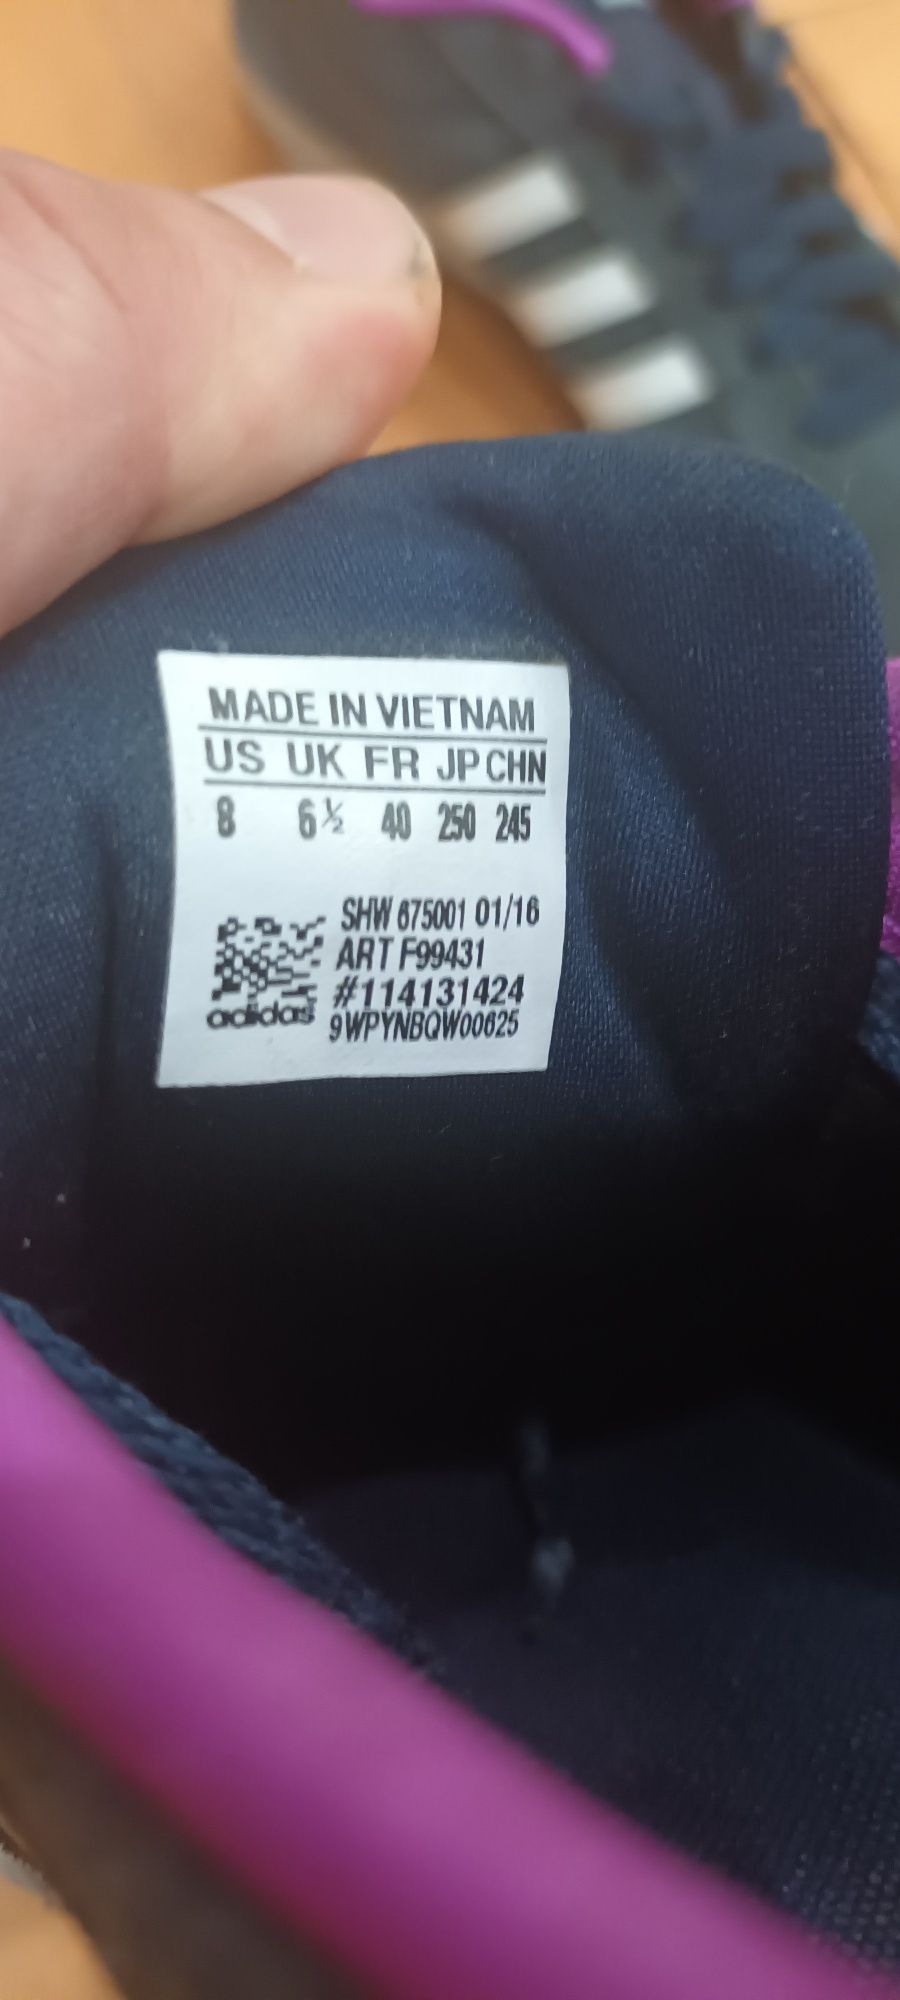 MADE IN VIETNAM
US UK FR JP CHN
8 6½ 40 250 245
SHW 675001 01/16
ART F99431
#114131424
adidas
9WPYNBQW00625